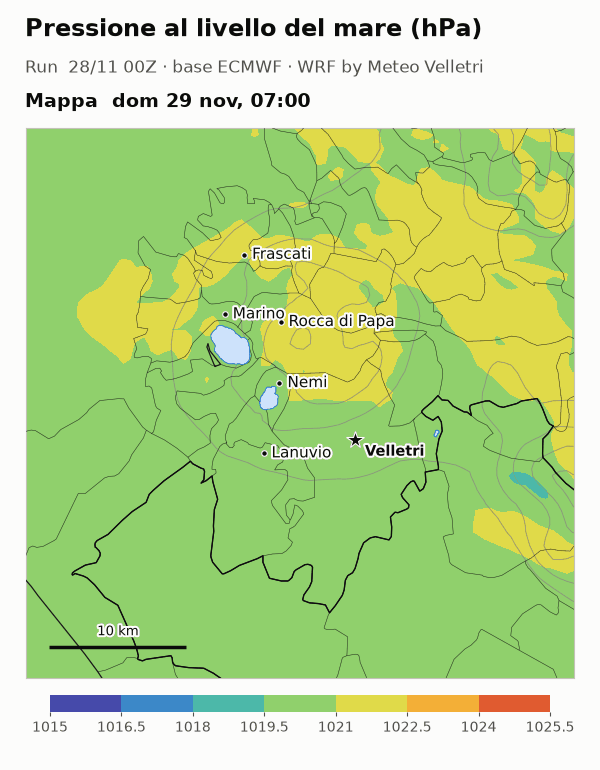 Pressione al livello del mare (hPa)
Run  28/11 00Z · base ECMWF · WRF by Meteo Velletri
Mappa  dom 29 nov, 07:00
Frascati
Marino
Rocca di Papa
Nemi
Velletri
Lanuvio
10 km
1015 1016.5 1018 1019.5 1021 1022.5 1024 1025.5